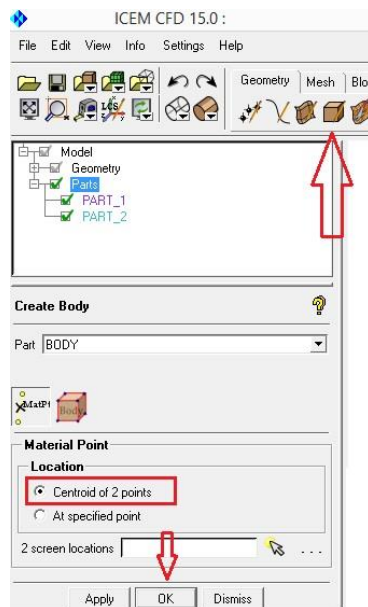 ICEM CFD 15.0 :
File Edit View Info Settings Help
Geometry Mesh Blo
LCS
Model
Geometry
Parts
PART_1
PART_2
Create Body
Part BODY
MatPt Body
Material Point
Location
Centroid of 2 points
At specified point
2 screen locations ...
Apply OK Dismiss